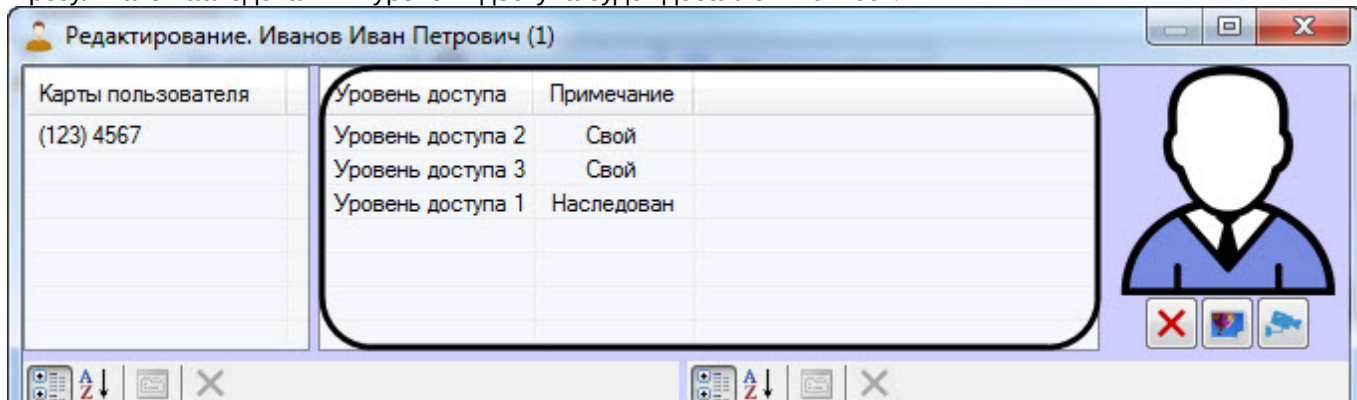 Редактирование. Иванов Иван Петрович (1)
Карты пользователя
(123) 4567
Уровень доступа Примечание
Уровень доступа 2 Свой
Уровень доступа 3 Свой
Уровень доступа 1 Наследован